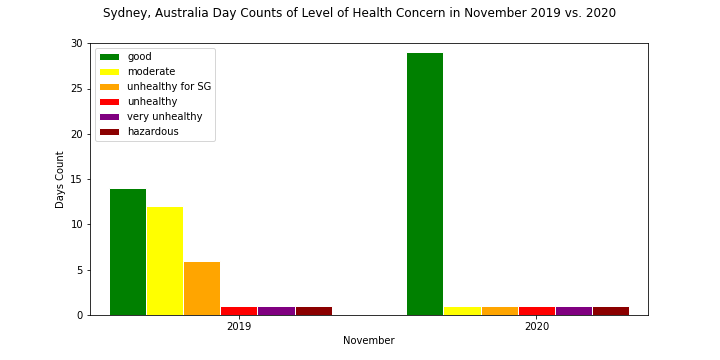 Sydney, Australia Day Counts of Level of Health Concern in November 2019 vs. 2020
30
25
20
15
10
5
0
Days Count
good
moderate
unhealthy for SG
unhealthy
very unhealthy
hazardous
2019
2020
November